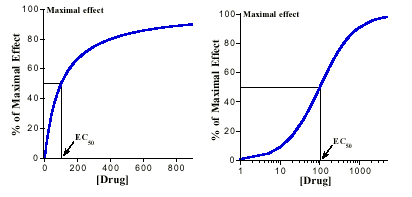 Maximal effect
100
80
60
40
20
0
% of Maximal Effect
EC50
0 200 400 600 800
[Drug]
Maximal effect
100
80
60
40
20
0
% of Maximal Effect
EC50
1 10 100 1000
[Drug]